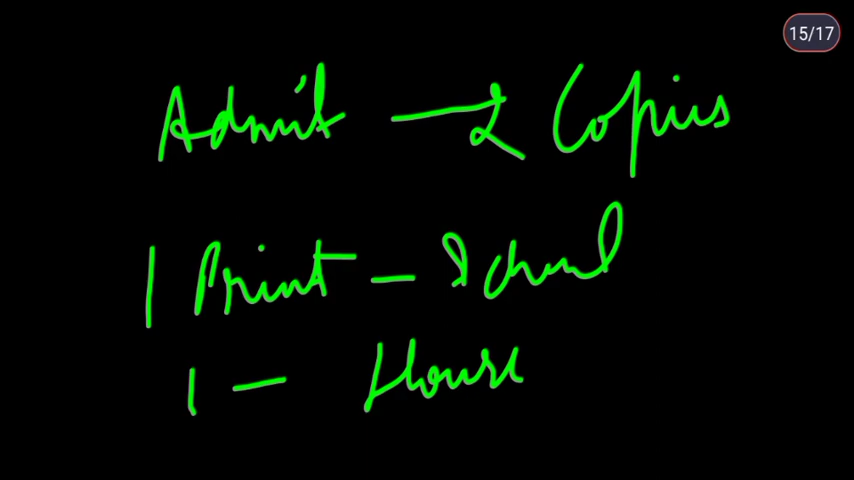 15/17
Admit — 2 Copies
1 Print — School
1 — House